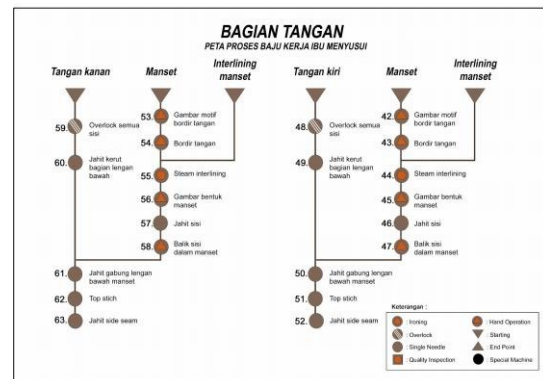 BAGIAN TANGAN
PETA PROSES BAJU KERJA IBU MENYUSUI
Tangan kanan
Manset
Interlining
manset
59.
Overlock semua
sisi
60.
Jahit kerut
bagian lengan
bawah
53.
Gambar motif
bordir tangan
54.
Bordir tangan
55.
Steam interlining
56.
Gambar bentuk
manset
57.
Jahit sisi
58.
Balik sisi
dalam manset
61.
Jahit gabung lengan
bawah manset
62.
Top stich
63.
Jahit side seam
Tangan kiri
Manset
Interlining
manset
48.
Overlock semua
sisi
49.
Jahit kerut
bagian lengan
bawah
42.
Gambar motif
bordir tangan
43.
Bordir tangan
44.
Steam interlining
45.
Gambar bentuk
manset
46.
Jahit sisi
47.
Balik sisi
dalam manset
50.
Jahit gabung lengan
bawah manset
51.
Top stich
52.
Jahit side seam
Keterangan :
: Ironing
: Hand Operation
: Overlock
: Starting
: Single Needle
: End Point
: Quality Inspection
: Special Machine